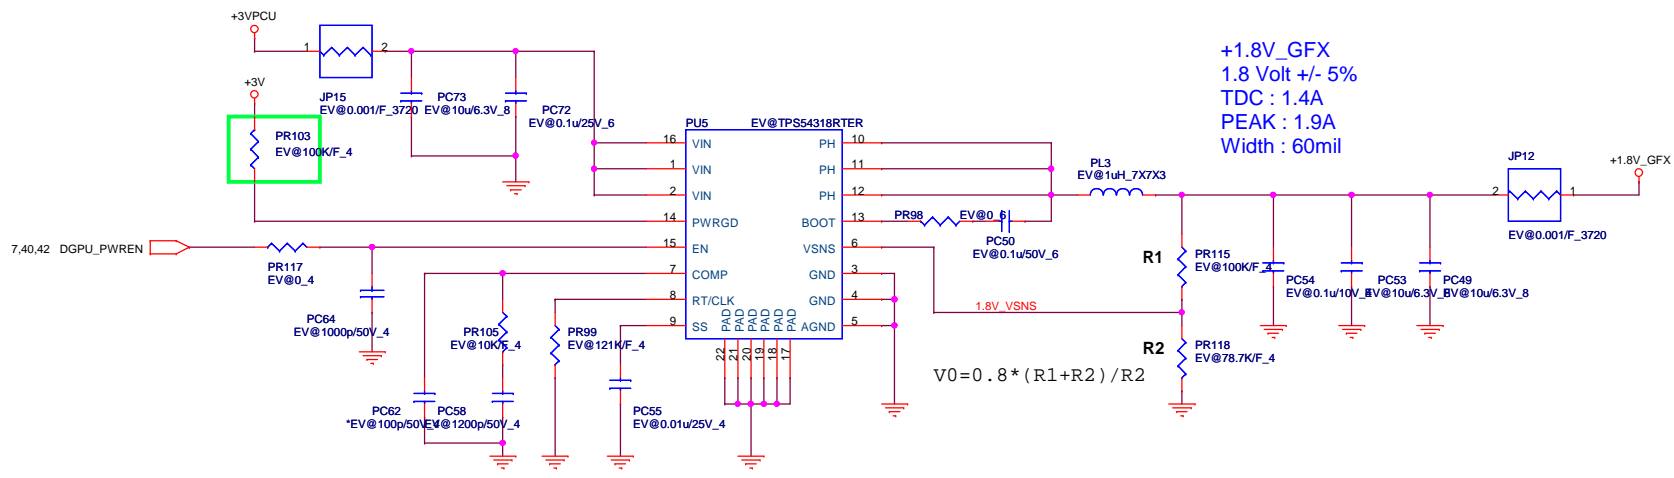 +3VPCU
1
2
+3V
JP15
EV@0.001/F_3720
PC73
EV@10u/6.3V_8
PC72
EV@0.1u/25V_6
PR103
EV@100K/F_4
+1.8V_GFX
1.8 Volt +/- 5%
TDC : 1.4A
PEAK : 1.9A
Width : 60mil
PU5
EV@TPS54318RTER
16
VIN
1
VIN
2
VIN
14
PWRGD
15
EN
7
COMP
8
RT/CLK
9
SS
PH
10
PH
11
PH
12
BOOT
13
VSNS
6
GND
3
GND
4
AGND
5
PAD
PAD
PAD
PAD
PAD
PAD
22
21
20
19
18
17
PL3
EV@1uH_7X7X3
JP12
2
1
EV@0.001/F_3720
+1.8V_GFX
PR98
EV@0_6
PC50
EV@0.1u/50V_6
7,40,42
DGPU_PWREN
PR117
EV@0_4
PC64
EV@1000p/50V_4
PR105
EV@10K/F_4
PR99
EV@121K/F_4
PC62
*EV@100p/50V_4
PC58
EV@1200p/50V_4
PC55
EV@0.01u/25V_4
R1
PR115
EV@100K/F_4
PC54
EV@0.1u/10V_4
PC53
EV@10u/6.3V_8
PC49
EV@10u/6.3V_8
1.8V_VSNS
R2
PR118
EV@78.7K/F_4
V0=0.8*(R1+R2)/R2